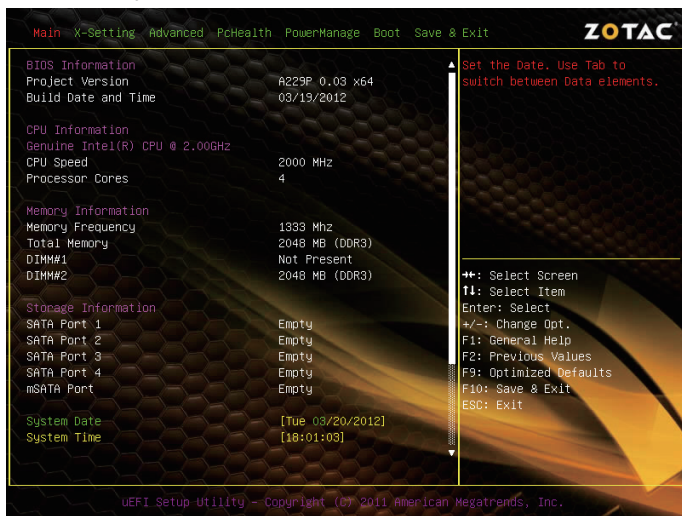 Main X-Setting Advanced PcHealth PowerManage Boot Save & Exit
ZOTAC
BIOS Information
Project Version A229P 0.03 x64
Build Date and Time 03/19/2012
CPU Information
Genuine Intel(R) CPU @ 2.00GHz
CPU Speed 2000 MHz
Processor Cores 4
Memory Information
Memory Frequency 1333 Mhz
Total Memory 2048 MB (DDR3)
DIMM#1 Not Present
DIMM#2 2048 MB (DDR3)
Storage Information
SATA Port 1 Empty
SATA Port 2 Empty
SATA Port 3 Empty
SATA Port 4 Empty
mSATA Port Empty
System Date [Tue 03/20/2012]
System Time [18:01:03]
Set the Date. Use Tab to
switch between Data elements.
→←: Select Screen
↑↓: Select Item
Enter: Select
+/-: Change Opt.
F1: General Help
F2: Previous Values
F9: Optimized Defaults
F10: Save & Exit
ESC: Exit
UEFI Setup Utility – Copyright (C) 2011 American Megatrends, Inc.